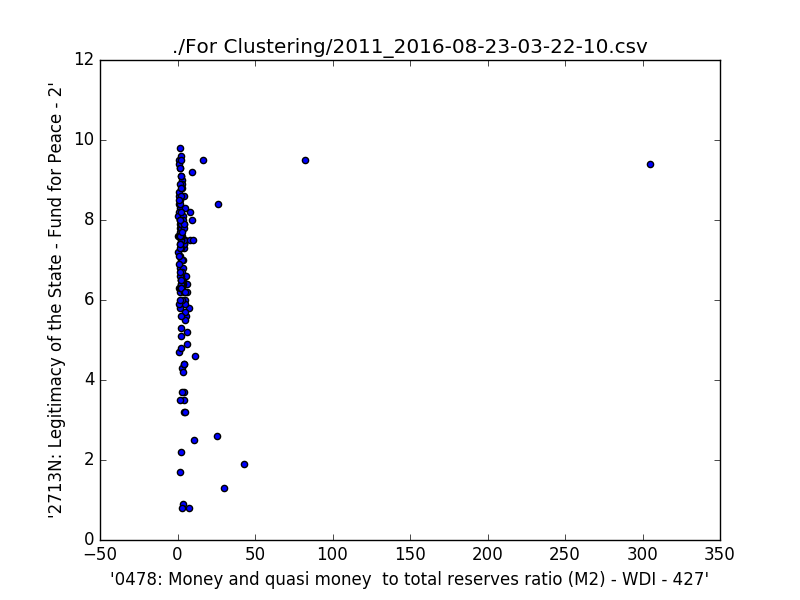 ./For Clustering/2011_2016-08-23-03-22-10.csv
'2713N: Legitimacy of the State - Fund for Peace - 2'
12
10
8
6
4
2
0
−50 0 50 100 150 200 250 300 350
'0478: Money and quasi money  to total reserves ratio (M2) - WDI - 427'